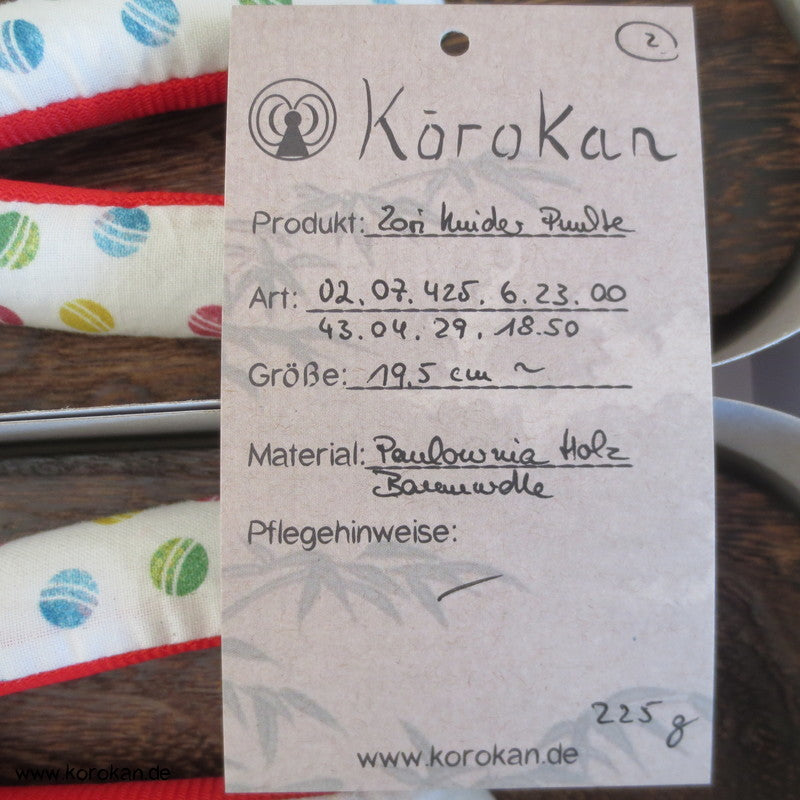 2
Kōrokan
Produkt: Zori Kinder Punkte
Art: 02.07.425.6.23.00
43.04.29.18.50
Größe: 19,5 cm ~
Material: Paulownia Holz
Baumwolle
Pflegehinweise:
225 g
www.korokan.de
www.korokan.de